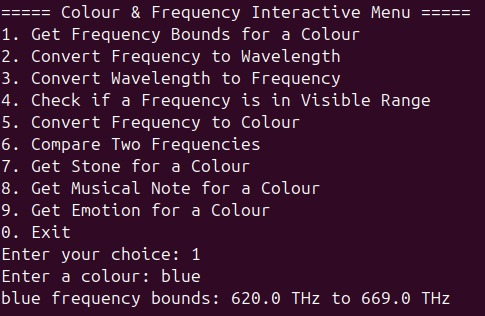 ===== Colour & Frequency Interactive Menu =====
1. Get Frequency Bounds for a Colour
2. Convert Frequency to Wavelength
3. Convert Wavelength to Frequency
4. Check if a Frequency is in Visible Range
5. Convert Frequency to Colour
6. Compare Two Frequencies
7. Get Stone for a Colour
8. Get Musical Note for a Colour
9. Get Emotion for a Colour
0. Exit
Enter your choice: 1
Enter a colour: blue
blue frequency bounds: 620.0 THz to 669.0 THz